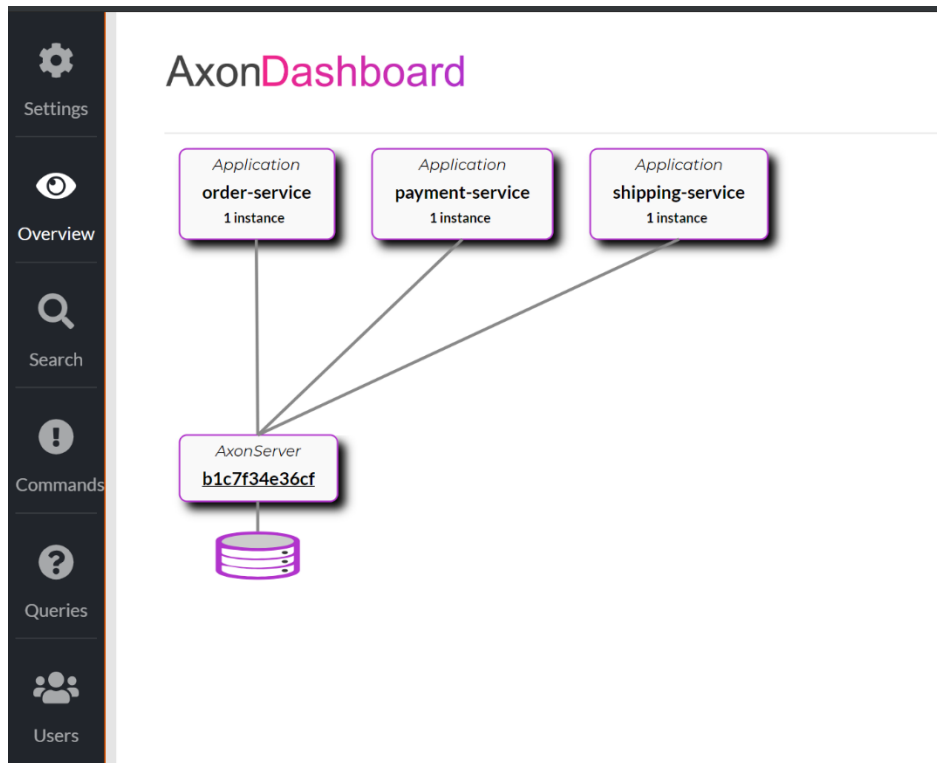 AxonDashboard
Settings
Overview
Search
Commands
Queries
Users
Application
order-service
1 instance
Application
payment-service
1 instance
Application
shipping-service
1 instance
AxonServer
b1c7f34e36cf